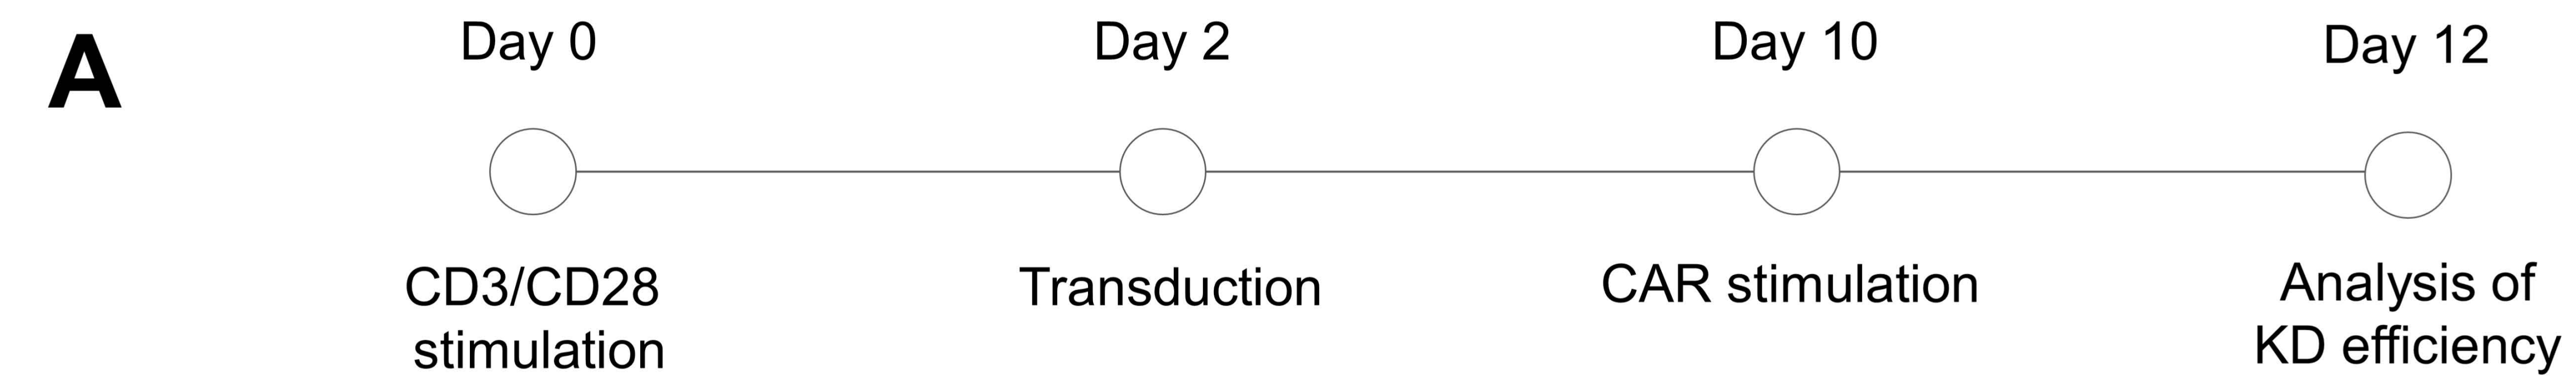 A
Day 0
Day 2
Day 10
Day 12
CD3/CD28
stimulation
Transduction
CAR stimulation
Analysis of
KD efficiency